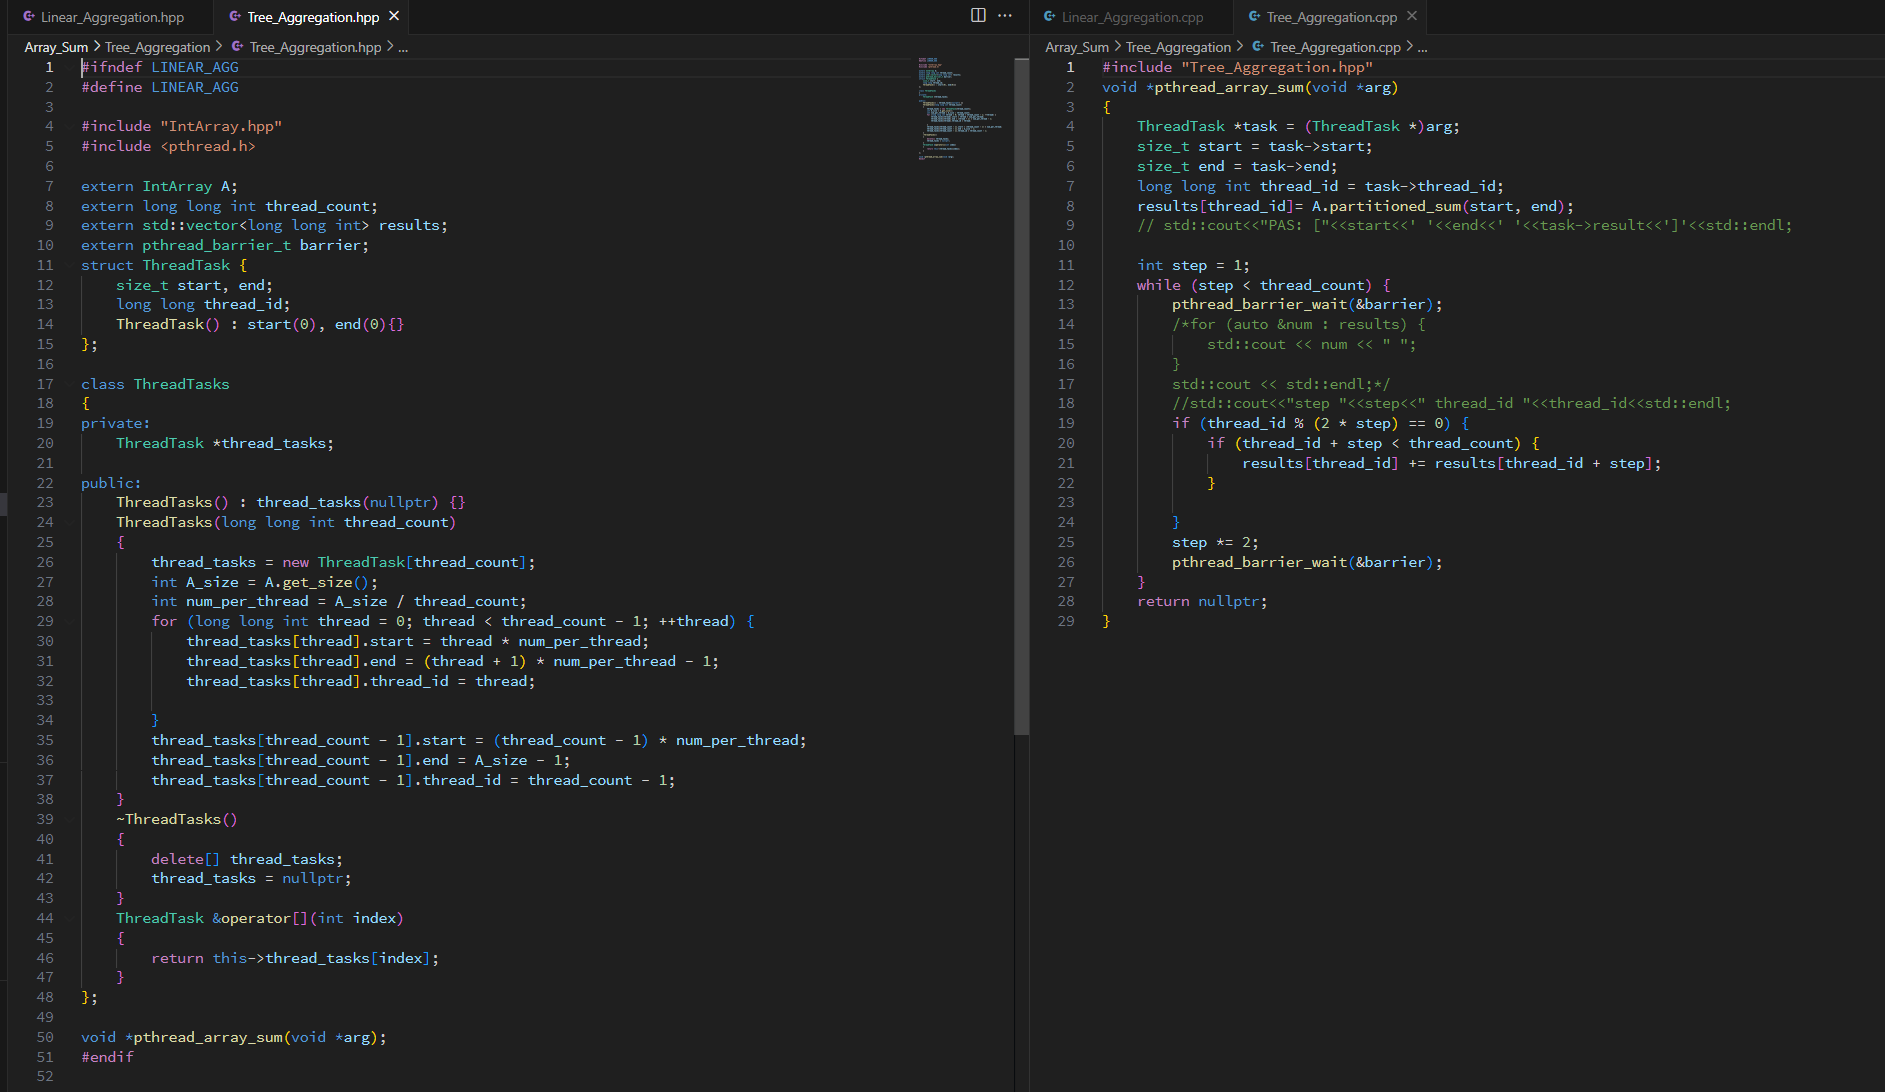 Linear_Aggregation.hpp
Tree_Aggregation.hpp
Array_Sum > Tree_Aggregation > Tree_Aggregation.hpp > ...
1 #ifndef LINEAR_AGG
2 #define LINEAR_AGG
3
4 #include "IntArray.hpp"
5 #include <pthread.h>
6
7 extern IntArray A;
8 extern long long int thread_count;
9 extern std::vector<long long int> results;
10 extern pthread_barrier_t barrier;
11 struct ThreadTask {
12     size_t start, end;
13     long long thread_id;
14     ThreadTask() : start(0), end(0){}
15 };
16
17 class ThreadTasks
18 {
19 private:
20     ThreadTask *thread_tasks;
21
22 public:
23     ThreadTasks() : thread_tasks(nullptr) {}
24     ThreadTasks(long long int thread_count)
25     {
26         thread_tasks = new ThreadTask[thread_count];
27         int A_size = A.get_size();
28         int num_per_thread = A_size / thread_count;
29         for (long long int thread = 0; thread < thread_count - 1; ++thread) {
30             thread_tasks[thread].start = thread * num_per_thread;
31             thread_tasks[thread].end = (thread + 1) * num_per_thread - 1;
32             thread_tasks[thread].thread_id = thread;
33
34         }
35         thread_tasks[thread_count - 1].start = (thread_count - 1) * num_per_thread;
36         thread_tasks[thread_count - 1].end = A_size - 1;
37         thread_tasks[thread_count - 1].thread_id = thread_count - 1;
38     }
39     ~ThreadTasks()
40     {
41         delete[] thread_tasks;
42         thread_tasks = nullptr;
43     }
44     ThreadTask &operator[](int index)
45     {
46         return this->thread_tasks[index];
47     }
48 };
49
50 void *pthread_array_sum(void *arg);
51 #endif
52
Linear_Aggregation.cpp
Tree_Aggregation.cpp
Array_Sum > Tree_Aggregation > Tree_Aggregation.cpp > ...
1 #include "Tree_Aggregation.hpp"
2 void *pthread_array_sum(void *arg)
3 {
4     ThreadTask *task = (ThreadTask *)arg;
5     size_t start = task->start;
6     size_t end = task->end;
7     long long int thread_id = task->thread_id;
8     results[thread_id]= A.partitioned_sum(start, end);
9     // std::cout<<"PAS: ["<<start<<' '<<end<<' '<<task->result<<']'<<std::endl;
10
11     int step = 1;
12     while (step < thread_count) {
13         pthread_barrier_wait(&barrier);
14         /*for (auto &num : results) {
15             std::cout << num << " ";
16         }
17         std::cout << std::endl;*/
18         //std::cout<<"step "<<step<<" thread_id "<<thread_id<<std::endl;
19         if (thread_id % (2 * step) == 0) {
20             if (thread_id + step < thread_count) {
21                 results[thread_id] += results[thread_id + step];
22             }
23
24         }
25         step *= 2;
26         pthread_barrier_wait(&barrier);
27     }
28     return nullptr;
29 }